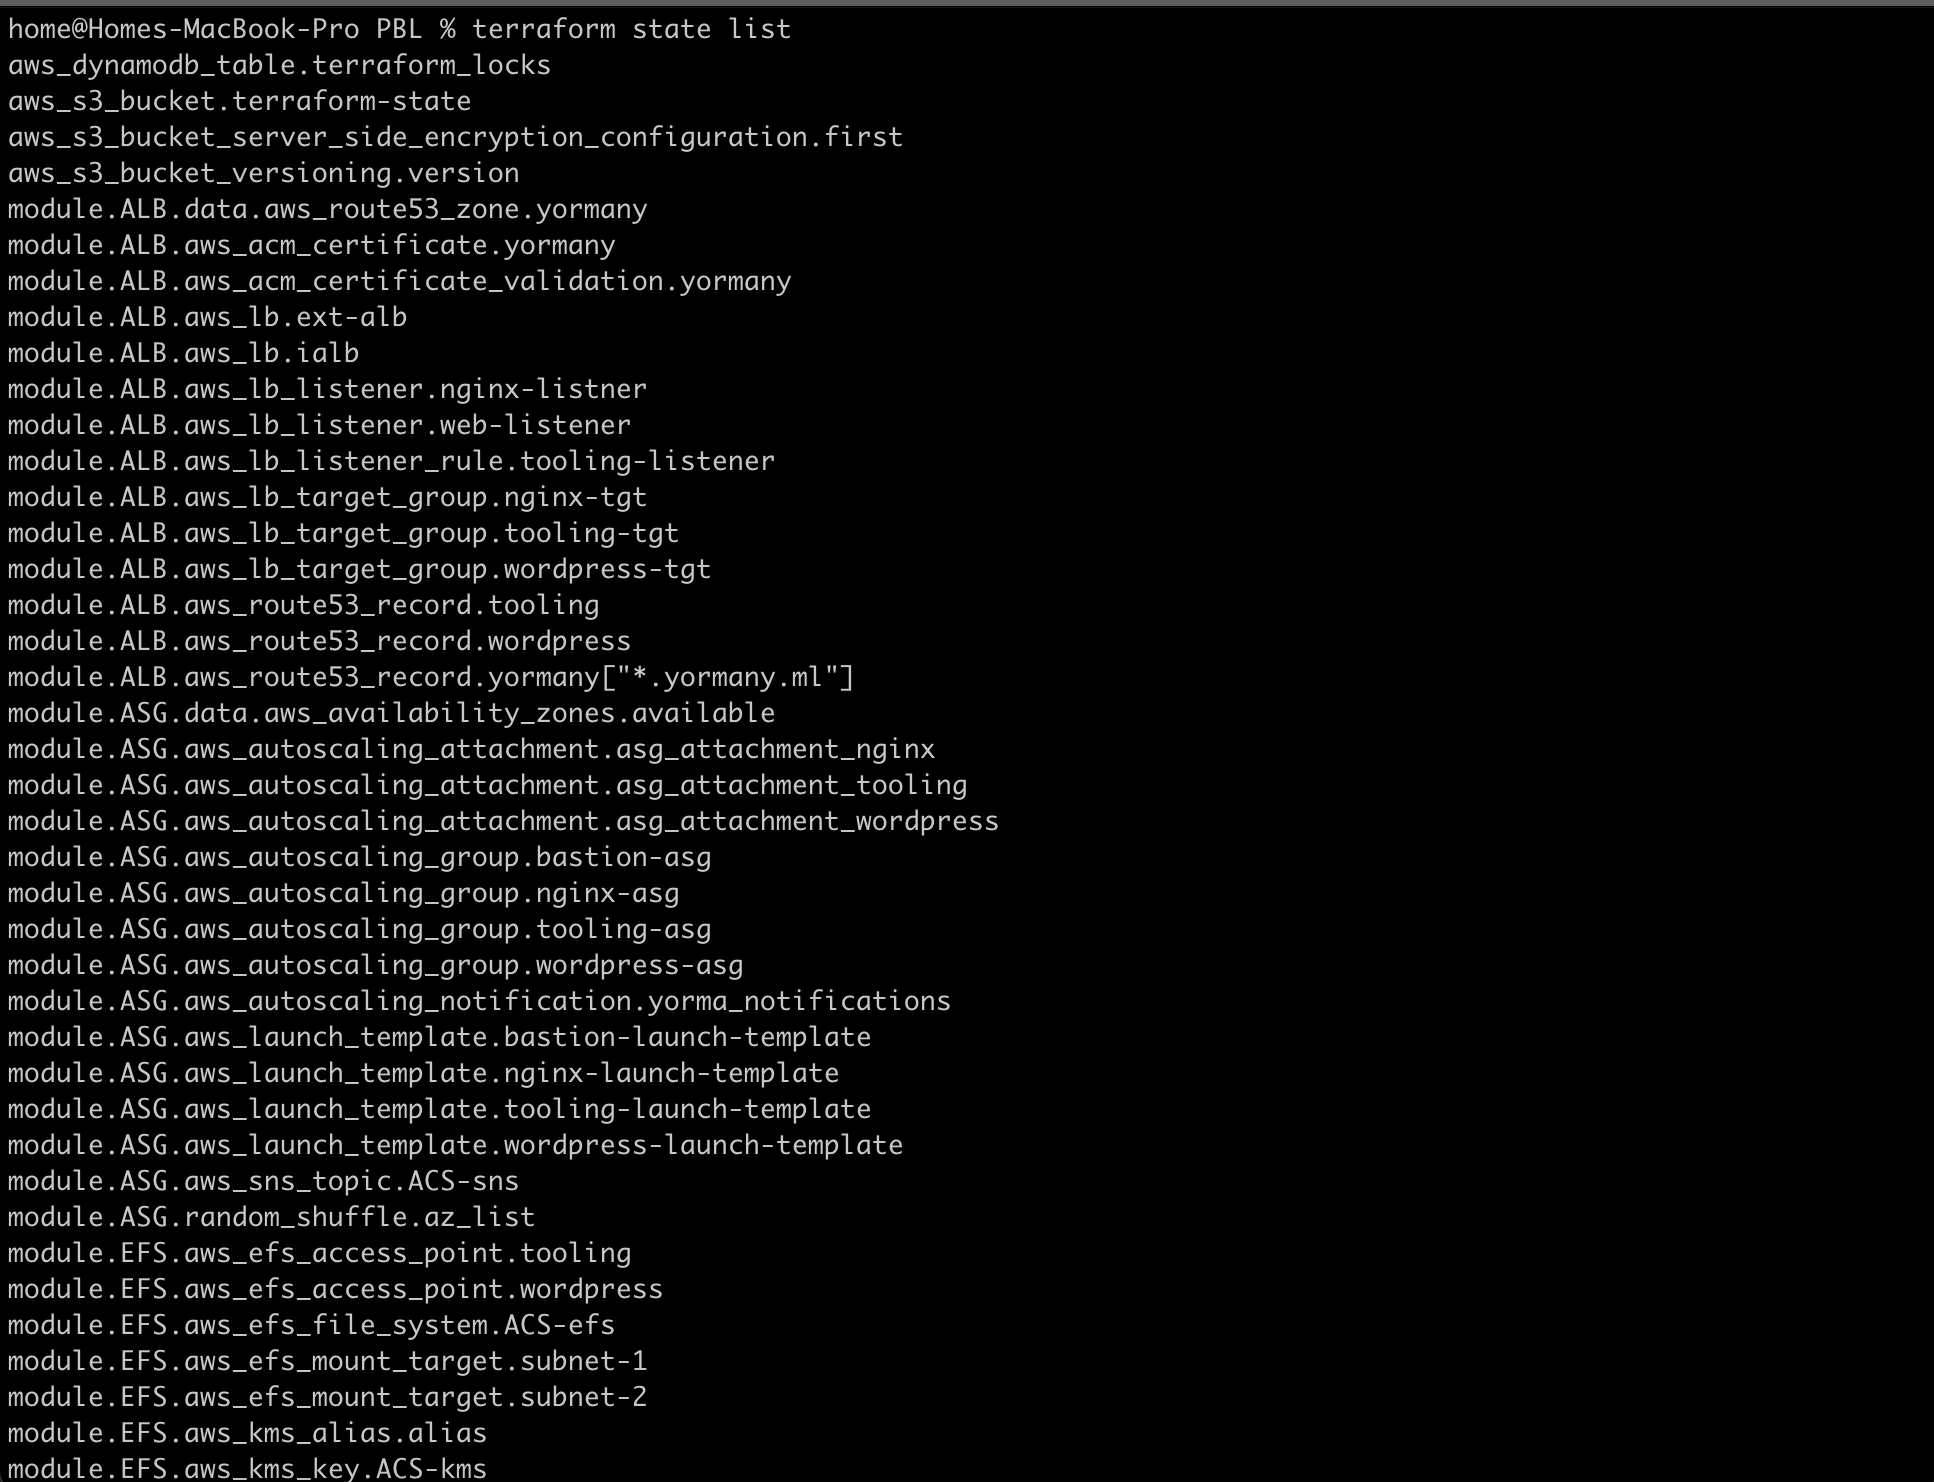 home@Homes-MacBook-Pro PBL % terraform state list
aws_dynamodb_table.terraform_locks
aws_s3_bucket.terraform-state
aws_s3_bucket_server_side_encryption_configuration.first
aws_s3_bucket_versioning.version
module.ALB.data.aws_route53_zone.yormany
module.ALB.aws_acm_certificate.yormany
module.ALB.aws_acm_certificate_validation.yormany
module.ALB.aws_lb.ext-alb
module.ALB.aws_lb.ialb
module.ALB.aws_lb_listener.nginx-listner
module.ALB.aws_lb_listener.web-listener
module.ALB.aws_lb_listener_rule.tooling-listener
module.ALB.aws_lb_target_group.nginx-tgt
module.ALB.aws_lb_target_group.tooling-tgt
module.ALB.aws_lb_target_group.wordpress-tgt
module.ALB.aws_route53_record.tooling
module.ALB.aws_route53_record.wordpress
module.ALB.aws_route53_record.yormany["*.yormany.ml"]
module.ASG.data.aws_availability_zones.available
module.ASG.aws_autoscaling_attachment.asg_attachment_nginx
module.ASG.aws_autoscaling_attachment.asg_attachment_tooling
module.ASG.aws_autoscaling_attachment.asg_attachment_wordpress
module.ASG.aws_autoscaling_group.bastion-asg
module.ASG.aws_autoscaling_group.nginx-asg
module.ASG.aws_autoscaling_group.tooling-asg
module.ASG.aws_autoscaling_group.wordpress-asg
module.ASG.aws_autoscaling_notification.yorma_notifications
module.ASG.aws_launch_template.bastion-launch-template
module.ASG.aws_launch_template.nginx-launch-template
module.ASG.aws_launch_template.tooling-launch-template
module.ASG.aws_launch_template.wordpress-launch-template
module.ASG.aws_sns_topic.ACS-sns
module.ASG.random_shuffle.az_list
module.EFS.aws_efs_access_point.tooling
module.EFS.aws_efs_access_point.wordpress
module.EFS.aws_efs_file_system.ACS-efs
module.EFS.aws_efs_mount_target.subnet-1
module.EFS.aws_efs_mount_target.subnet-2
module.EFS.aws_kms_alias.alias
module.EFS.aws_kms_key.ACS-kms